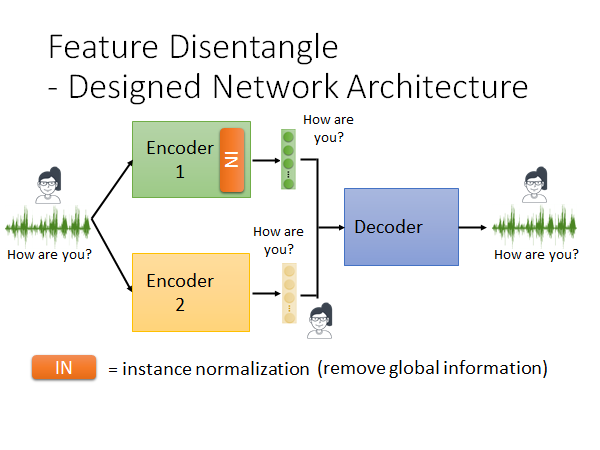 Feature Disentangle
- Designed Network Architecture
How are
you?
Encoder
1
IN
How are you?
How are
you?
Decoder
How are you?
Encoder
2
IN
= instance normalization (remove global information)